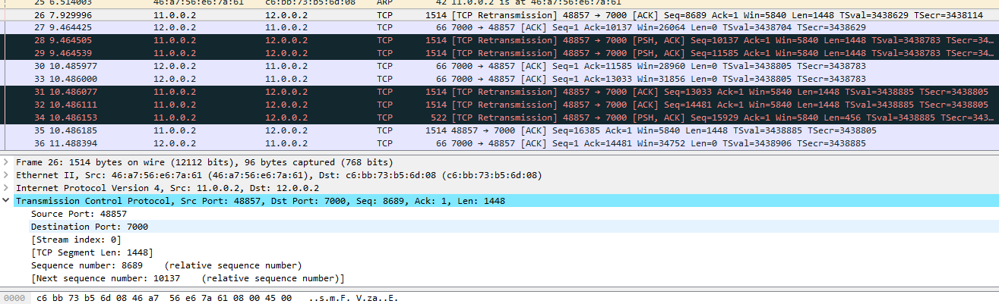 25 6.514003 46:a7:56:e6:7a:61 c6:bb:73:b5:6d:08 ARP 42 11.0.0.2 is at 46:a7:56:e6:7a:61
26 7.929996 11.0.0.2 12.0.0.2 TCP 1514 [TCP Retransmission] 48857 → 7000 [ACK] Seq=8689 Ack=1 Win=5840 Len=1448 TSval=3438629 TSecr=3438114
27 9.464425 12.0.0.2 11.0.0.2 TCP 66 7000 → 48857 [ACK] Seq=1 Ack=10137 Win=26064 Len=0 TSval=3438704 TSecr=3438629
28 9.464505 11.0.0.2 12.0.0.2 TCP 1514 [TCP Retransmission] 48857 → 7000 [PSH, ACK] Seq=10137 Ack=1 Win=5840 Len=1448 TSval=3438783 TSecr=34…
29 9.464539 11.0.0.2 12.0.0.2 TCP 1514 [TCP Retransmission] 48857 → 7000 [PSH, ACK] Seq=11585 Ack=1 Win=5840 Len=1448 TSval=3438783 TSecr=34…
30 10.485977 12.0.0.2 11.0.0.2 TCP 66 7000 → 48857 [ACK] Seq=1 Ack=11585 Win=28960 Len=0 TSval=3438805 TSecr=3438783
33 10.486000 12.0.0.2 11.0.0.2 TCP 66 7000 → 48857 [ACK] Seq=1 Ack=13033 Win=31856 Len=0 TSval=3438805 TSecr=3438783
31 10.486077 11.0.0.2 12.0.0.2 TCP 1514 [TCP Retransmission] 48857 → 7000 [ACK] Seq=13033 Ack=1 Win=5840 Len=1448 TSval=3438885 TSecr=3438805
32 10.486111 11.0.0.2 12.0.0.2 TCP 1514 [TCP Retransmission] 48857 → 7000 [ACK] Seq=14481 Ack=1 Win=5840 Len=1448 TSval=3438885 TSecr=3438805
34 10.486153 11.0.0.2 12.0.0.2 TCP 522 [TCP Retransmission] 48857 → 7000 [PSH, ACK] Seq=15929 Ack=1 Win=5840 Len=456 TSval=3438885 TSecr=343…
35 10.486185 11.0.0.2 12.0.0.2 TCP 1514 48857 → 7000 [ACK] Seq=16385 Ack=1 Win=5840 Len=1448 TSval=3438885 TSecr=3438805
36 11.488394 12.0.0.2 11.0.0.2 TCP 66 7000 → 48857 [ACK] Seq=1 Ack=14481 Win=34752 Len=0 TSval=3438906 TSecr=3438885
Frame 26: 1514 bytes on wire (12112 bits), 96 bytes captured (768 bits)
Ethernet II, Src: 46:a7:56:e6:7a:61 (46:a7:56:e6:7a:61), Dst: c6:bb:73:b5:6d:08 (c6:bb:73:b5:6d:08)
Internet Protocol Version 4, Src: 11.0.0.2, Dst: 12.0.0.2
Transmission Control Protocol, Src Port: 48857, Dst Port: 7000, Seq: 8689, Ack: 1, Len: 1448
Source Port: 48857
Destination Port: 7000
[Stream index: 0]
[TCP Segment Len: 1448]
Sequence number: 8689 (relative sequence number)
[Next sequence number: 10137 (relative sequence number)]
0000 c6 bb 73 b5 6d 08 46 a7 56 e6 7a 61 08 00 45 00 ..s.m.F. V.za..E.